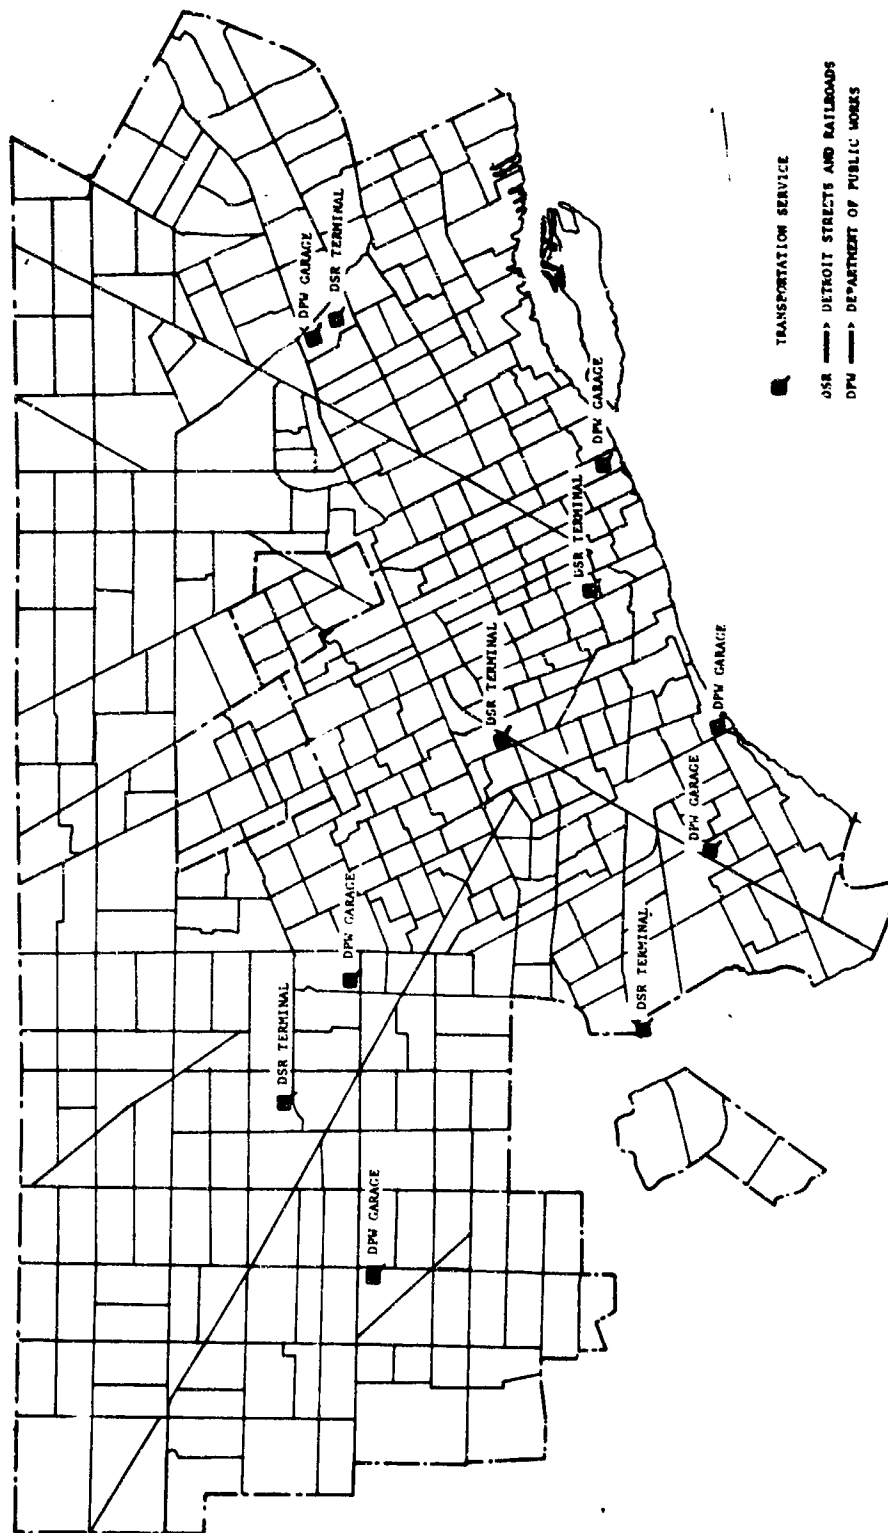 DPW GARAGE
DSR TERMINAL
DPW GARAGE
DSR TERMINAL
DSR TERMINAL
DPW GARAGE
DPW GARAGE
DPW GARAGE
DSR TERMINAL
DSR TERMINAL
DPW GARAGE
TRANSPORTATION SERVICE
DSR ——> DETROIT STREETS AND RAILROADS
DPW ——> DEPARTMENT OF PUBLIC WORKS